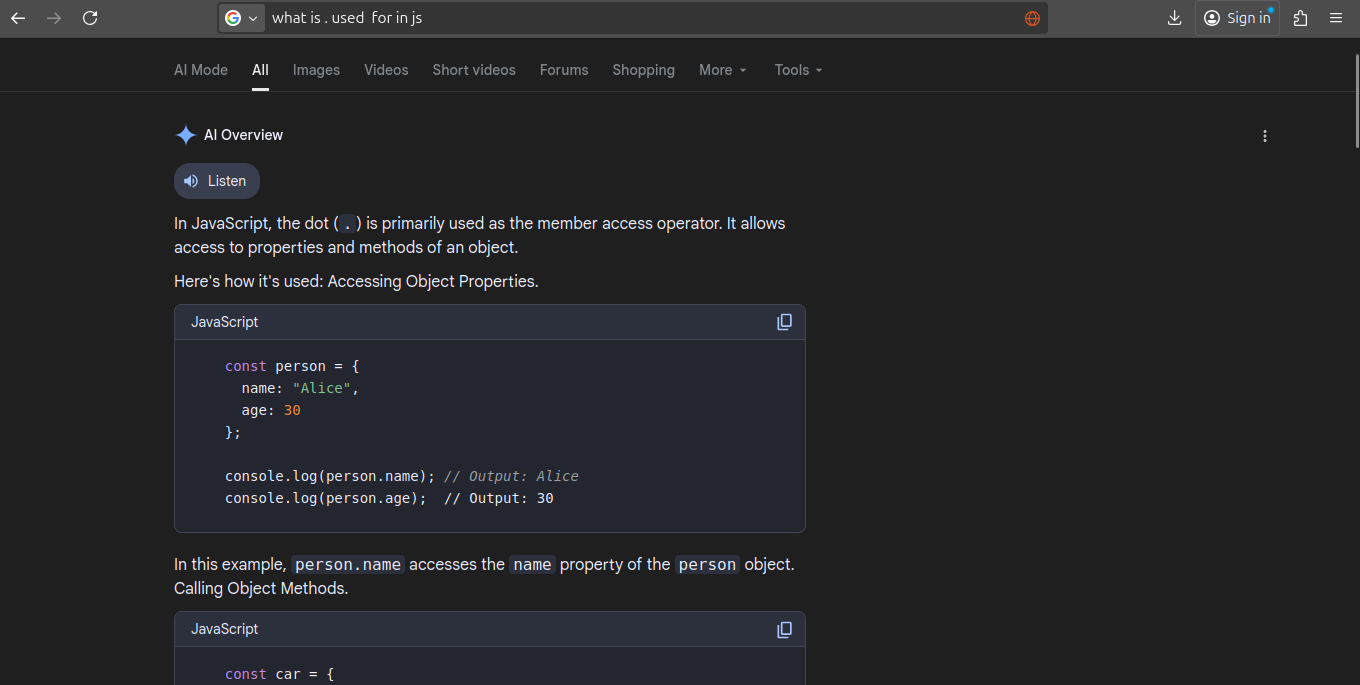 what is . used  for in js
Sign in
AI Mode All Images Videos Short videos Forums Shopping More Tools
AI Overview
Listen
In JavaScript, the dot ( . ) is primarily used as the member access operator. It allows
access to properties and methods of an object.
Here's how it's used: Accessing Object Properties.
JavaScript
const person = {
  name: "Alice",
  age: 30
};
console.log(person.name); // Output: Alice
console.log(person.age);  // Output: 30
In this example, person.name accesses the name property of the person object.
Calling Object Methods.
JavaScript
const car = {